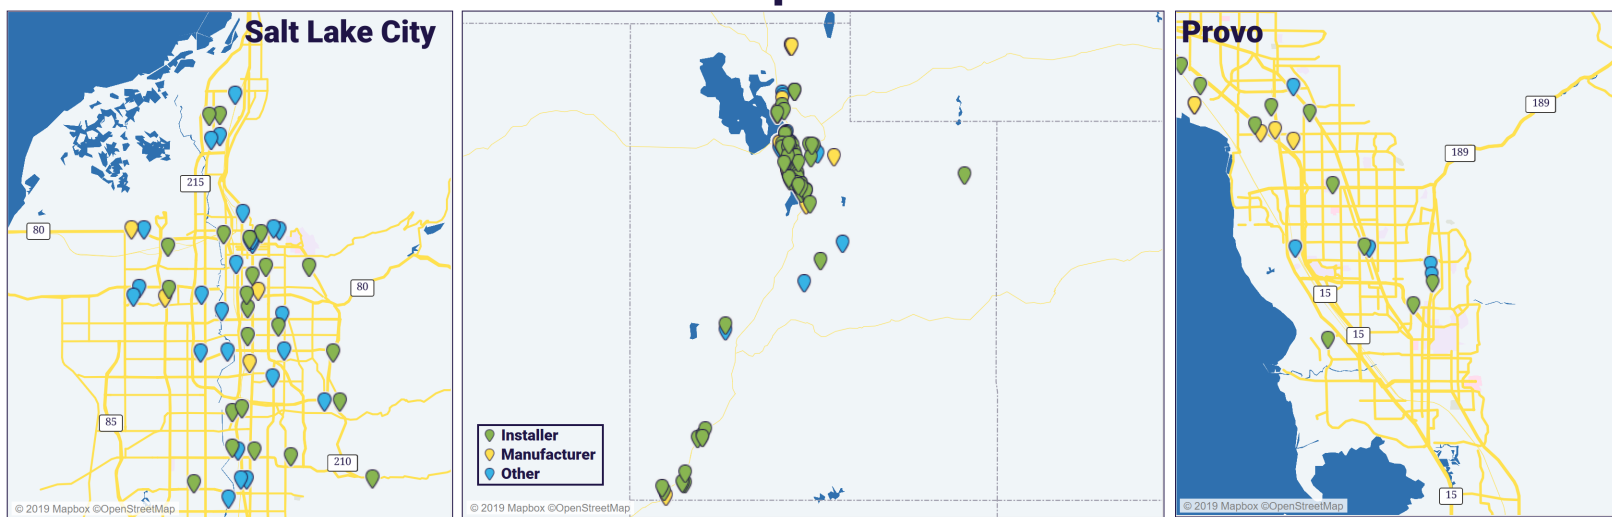 Salt Lake City
215
80
80
85
210
© 2019 Mapbox ©OpenStreetMap
Installer
Manufacturer
Other
© 2019 Mapbox ©OpenStreetMap
Provo
189
189
15
15
15
© 2019 Mapbox ©OpenStreetMap